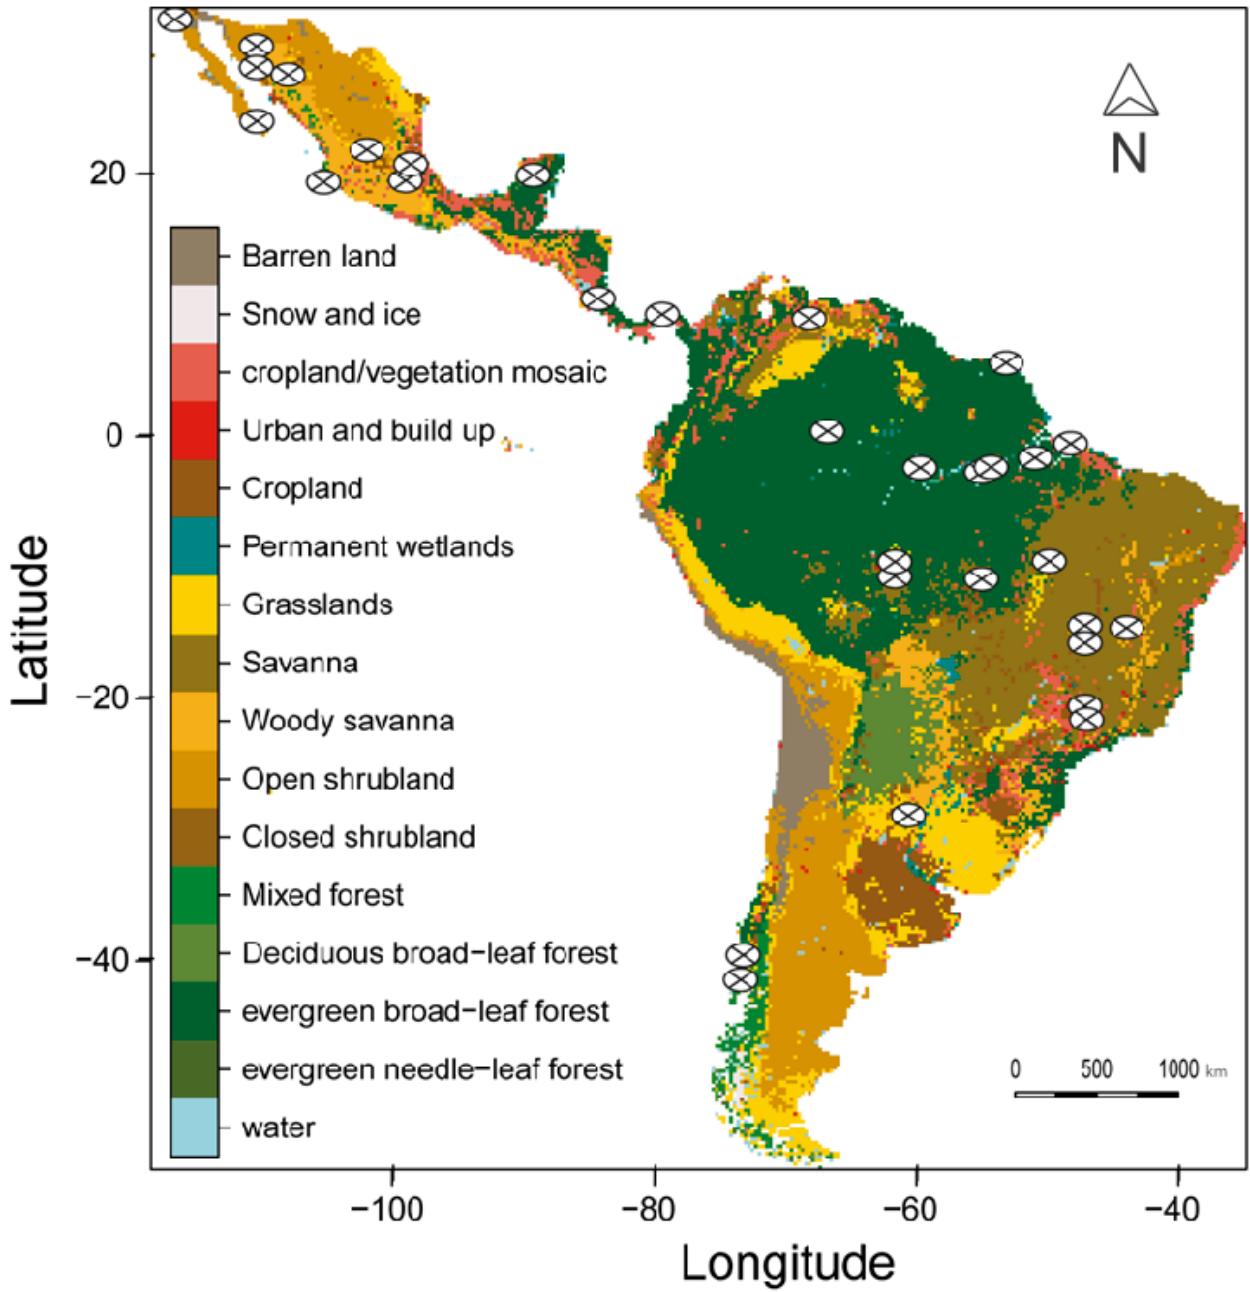 N
20
0
−20
−40
Latitude
Barren land
Snow and ice
cropland/vegetation mosaic
Urban and build up
Cropland
Permanent wetlands
Grasslands
Savanna
Woody savanna
Open shrubland
Closed shrubland
Mixed forest
Deciduous broad−leaf forest
evergreen broad−leaf forest
evergreen needle−leaf forest
water
0 500 1000 km
−100 −80 −60 −40
Longitude